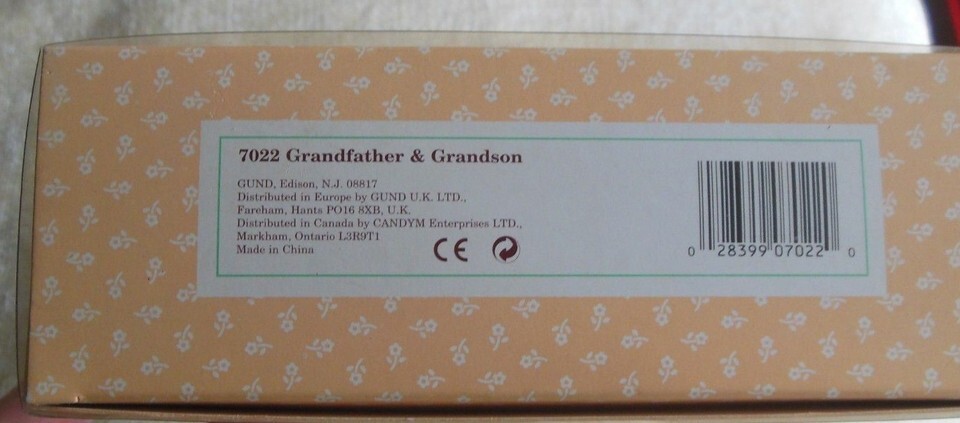 7022 Grandfather & Grandson
GUND, Edison, N.J. 08817
Distributed in Europe by GUND U.K. LTD.,
Fareham, Hants PO16 8XB, U.K.
Distributed in Canada by CANDYM Enterprises LTD.,
Markham, Ontario L3R9T1
Made in China
CE
0 28399 07022 0